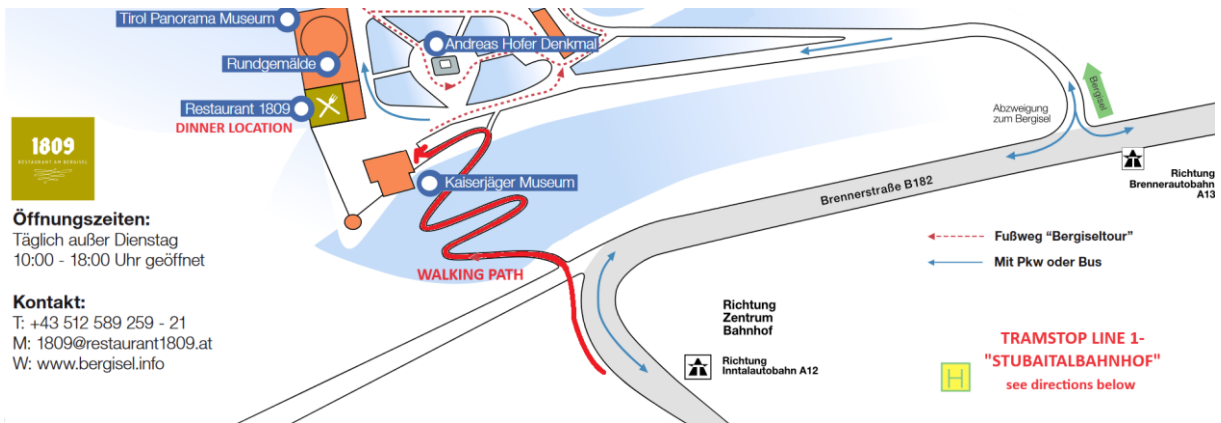 Tirol Panorama Museum
Andreas Hofer Denkmal
Rundgemälde
Restaurant 1809
DINNER LOCATION
1809
RESTAURANT AM BERGISEL
Kaiserjäger Museum
WALKING PATH
Abzweigung
zum Bergisel
Bergisel
Brennerstraße B182
Richtung
Brennerautobahn
A13
Öffnungszeiten:
Täglich außer Dienstag
10:00 - 18:00 Uhr geöffnet
Kontakt:
T: +43 512 589 259 - 21
M: 1809@restaurant1809.at
W: www.bergisel.info
Fußweg "Bergiseltour"
Mit Pkw oder Bus
Richtung
Zentrum
Bahnhof
Richtung
Inntalautobahn A12
H
TRAMSTOP LINE 1-
"STUBAITALBAHNHOF"
see directions below